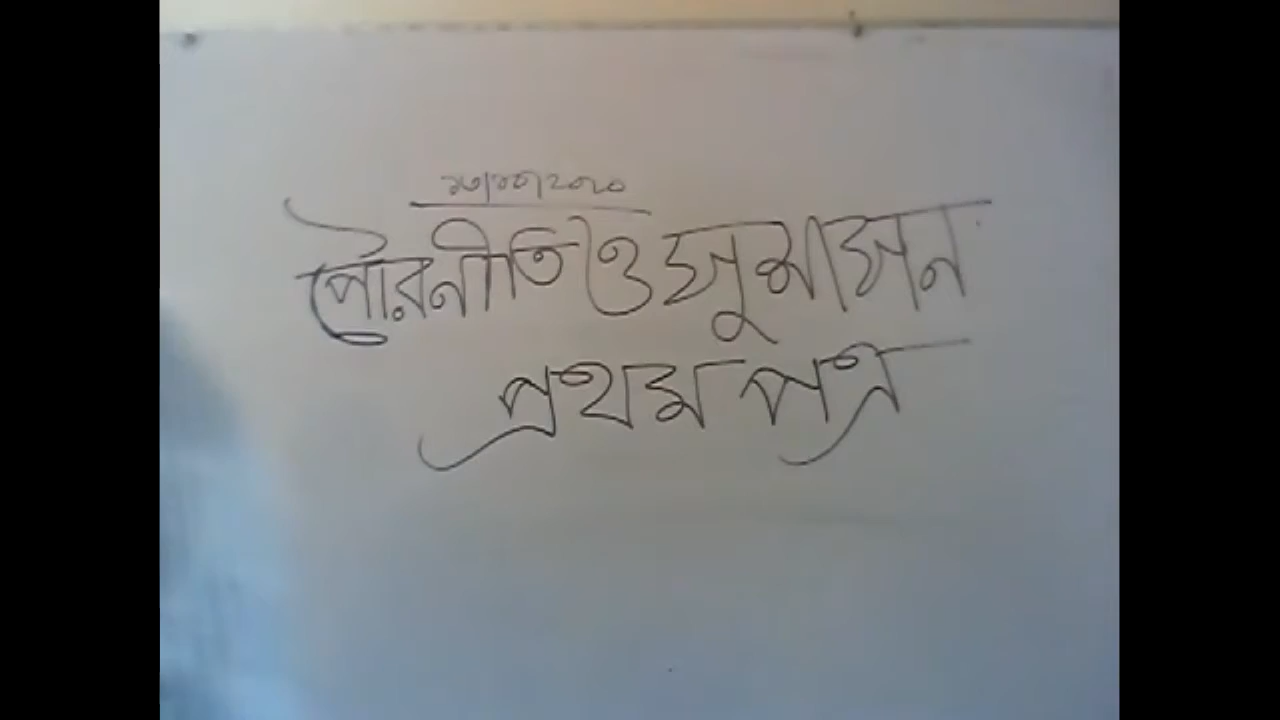 পৌরনীতি ও সুশাসন
প্রথম পত্র